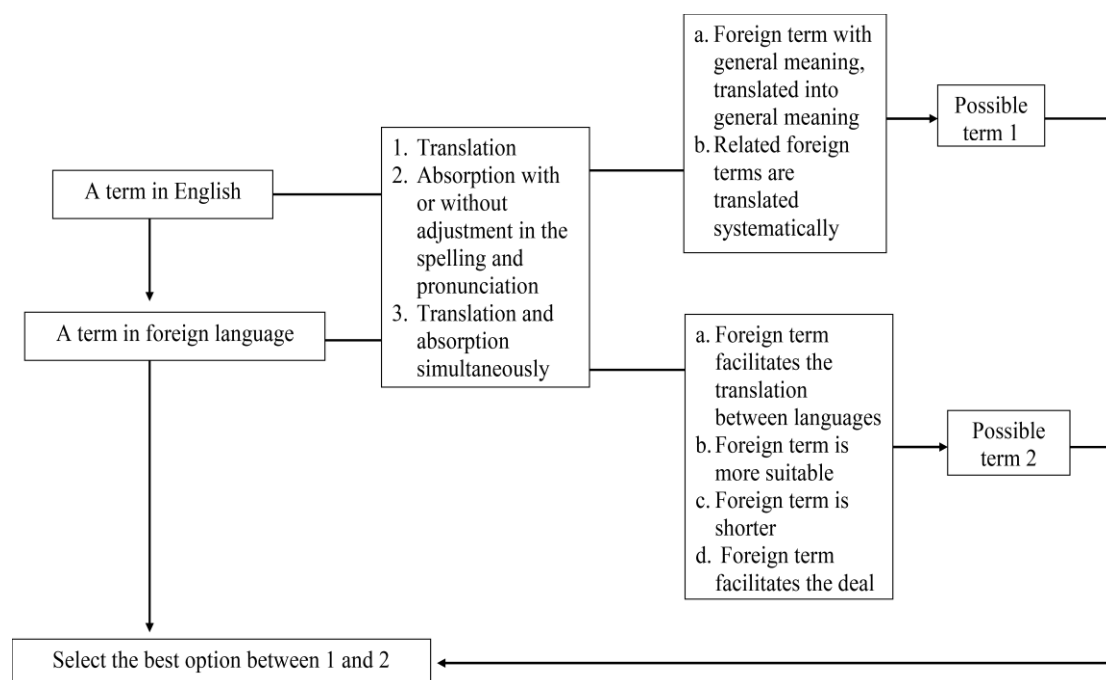 A term in English
A term in foreign language
Select the best option between 1 and 2
1. Translation
2. Absorption with
or without
adjustment in the
spelling and
pronunciation
3. Translation and
absorption
simultaneously
a. Foreign term with
general meaning,
translated into
general meaning
b. Related foreign
terms are
translated
systematically
Possible
term 1
a. Foreign term
facilitates the
translation
between languages
b. Foreign term is
more suitable
c. Foreign term is
shorter
d. Foreign term
facilitates the deal
Possible
term 2